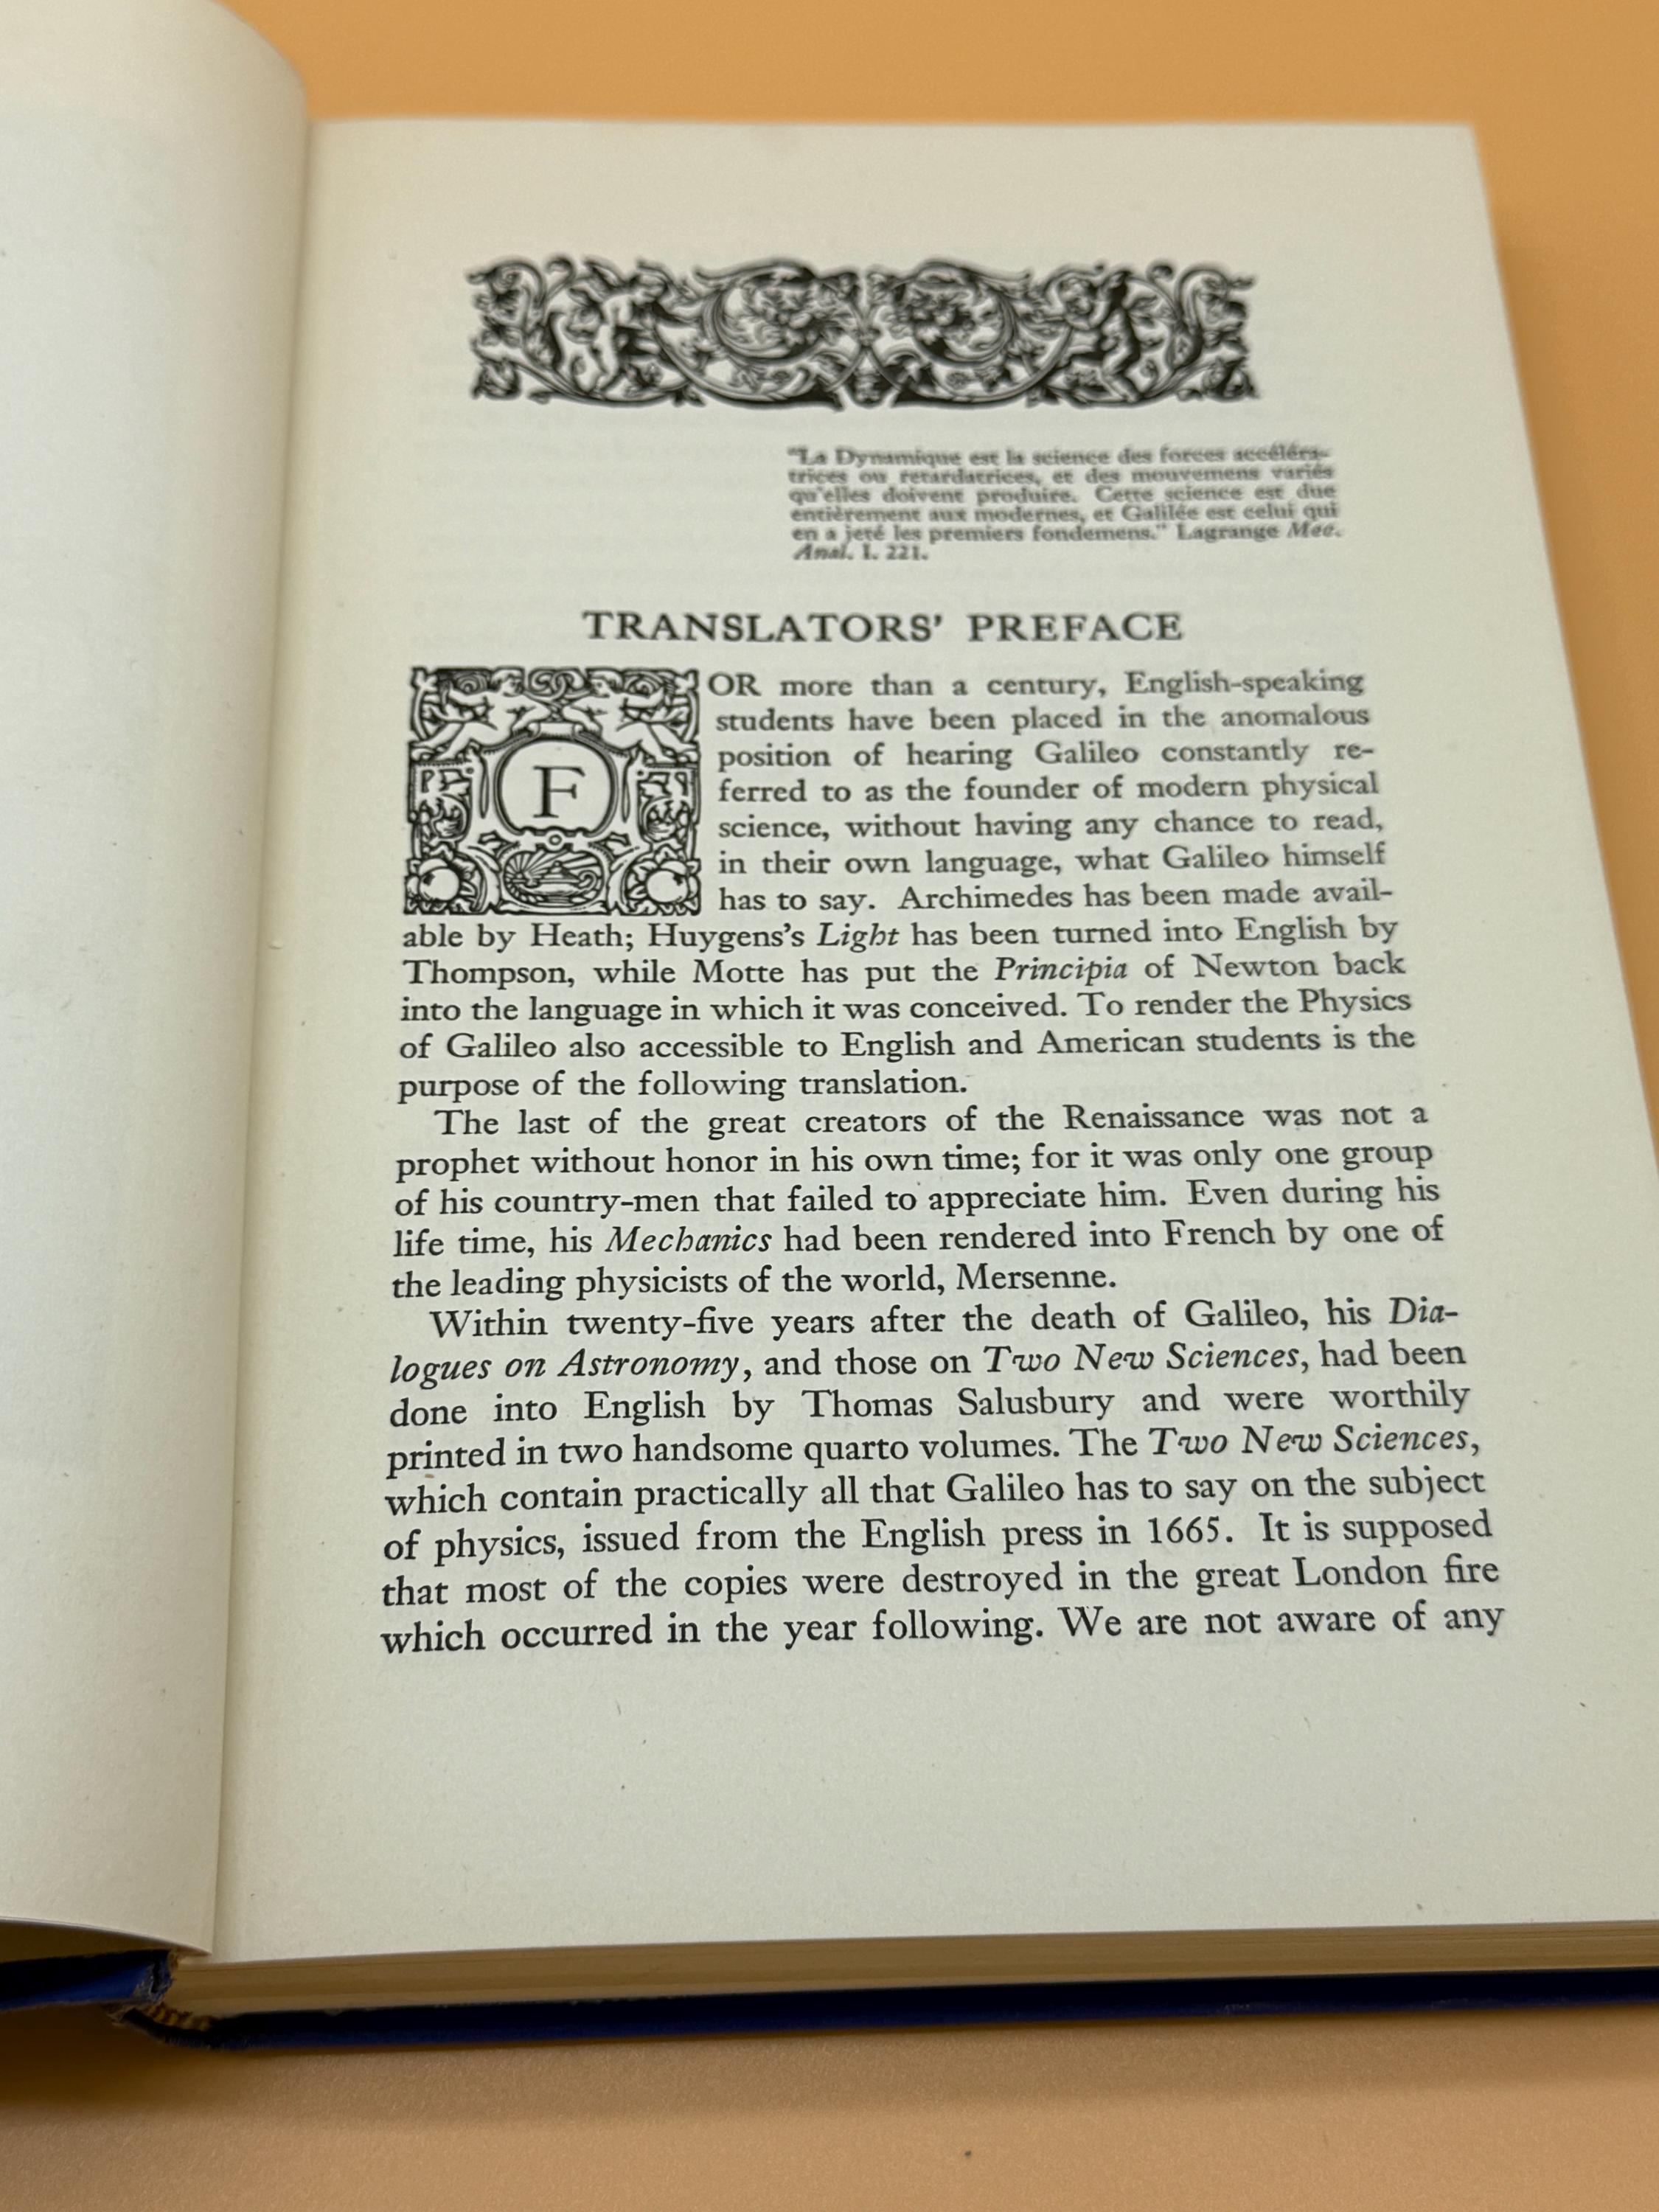 "La Dynamique est la science des forces accéléra-
trices ou retardatrices, et des mouvemens variés
qu'elles doivent produire. Cette science est due
entièrement aux modernes, et Galilée est celui qui
en a jeté les premiers fondemens." Lagrange Mec.
Anal. I. 221.
TRANSLATORS' PREFACE
FOR more than a century, English-speaking
students have been placed in the anomalous
position of hearing Galileo constantly re-
ferred to as the founder of modern physical
science, without having any chance to read,
in their own language, what Galileo himself
has to say. Archimedes has been made avail-
able by Heath; Huygens's Light has been turned into English by
Thompson, while Motte has put the Principia of Newton back
into the language in which it was conceived. To render the Physics
of Galileo also accessible to English and American students is the
purpose of the following translation.
The last of the great creators of the Renaissance was not a
prophet without honor in his own time; for it was only one group
of his country-men that failed to appreciate him. Even during his
life time, his Mechanics had been rendered into French by one of
the leading physicists of the world, Mersenne.
Within twenty-five years after the death of Galileo, his Dia-
logues on Astronomy, and those on Two New Sciences, had been
done into English by Thomas Salusbury and were worthily
printed in two handsome quarto volumes. The Two New Sciences,
which contain practically all that Galileo has to say on the subject
of physics, issued from the English press in 1665. It is supposed
that most of the copies were destroyed in the great London fire
which occurred in the year following. We are not aware of any